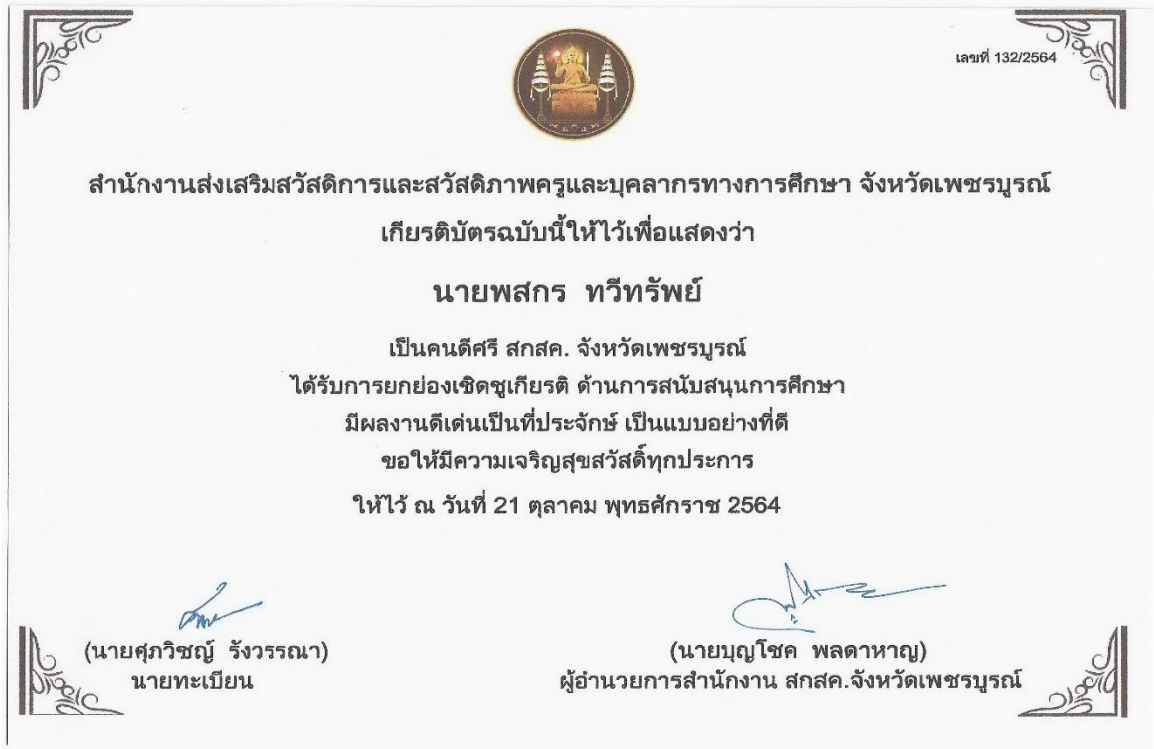 เลขที่ 132/2564
สำนักงานส่งเสริมสวัสดิการและสวัสดิภาพครูและบุคลากรทางการศึกษา จังหวัดเพชรบูรณ์
เกียรติบัตรฉบับนี้ให้ไว้เพื่อแสดงว่า
นายพสกร ทวีทรัพย์
เป็นคนดีศรี สกสค. จังหวัดเพชรบูรณ์
ได้รับการยกย่องเชิดชูเกียรติ ด้านการสนับสนุนการศึกษา
มีผลงานดีเด่นเป็นที่ประจักษ์ เป็นแบบอย่างที่ดี
ขอให้มีความเจริญสุขสวัสดิ์ทุกประการ
ให้ไว้ ณ วันที่ 21 ตุลาคม พุทธศักราช 2564
(นายศุภวิชญ์ รังวรรณา)
นายทะเบียน
(นายบุญโชค พลดาหาญ)
ผู้อำนวยการสำนักงาน สกสค.จังหวัดเพชรบูรณ์